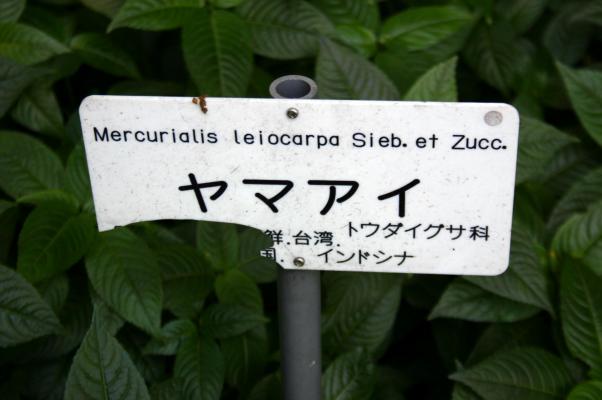 Mercurialis leiocarpa Sieb. et Zucc.
ヤマアイ
鮮.台湾. トウダイグサ科
国. インドシナ